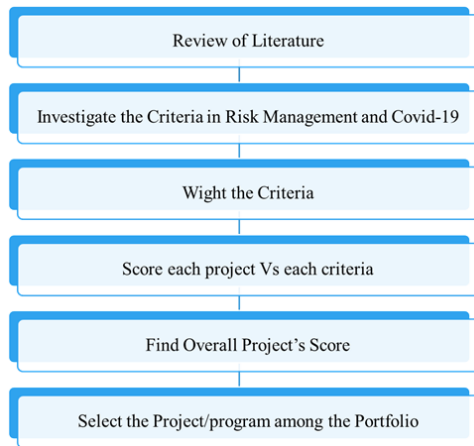 Review of Literature
Investigate the Criteria in Risk Management and Covid-19
Wight the Criteria
Score each project Vs each criteria
Find Overall Project’s Score
Select the Project/program among the Portfolio